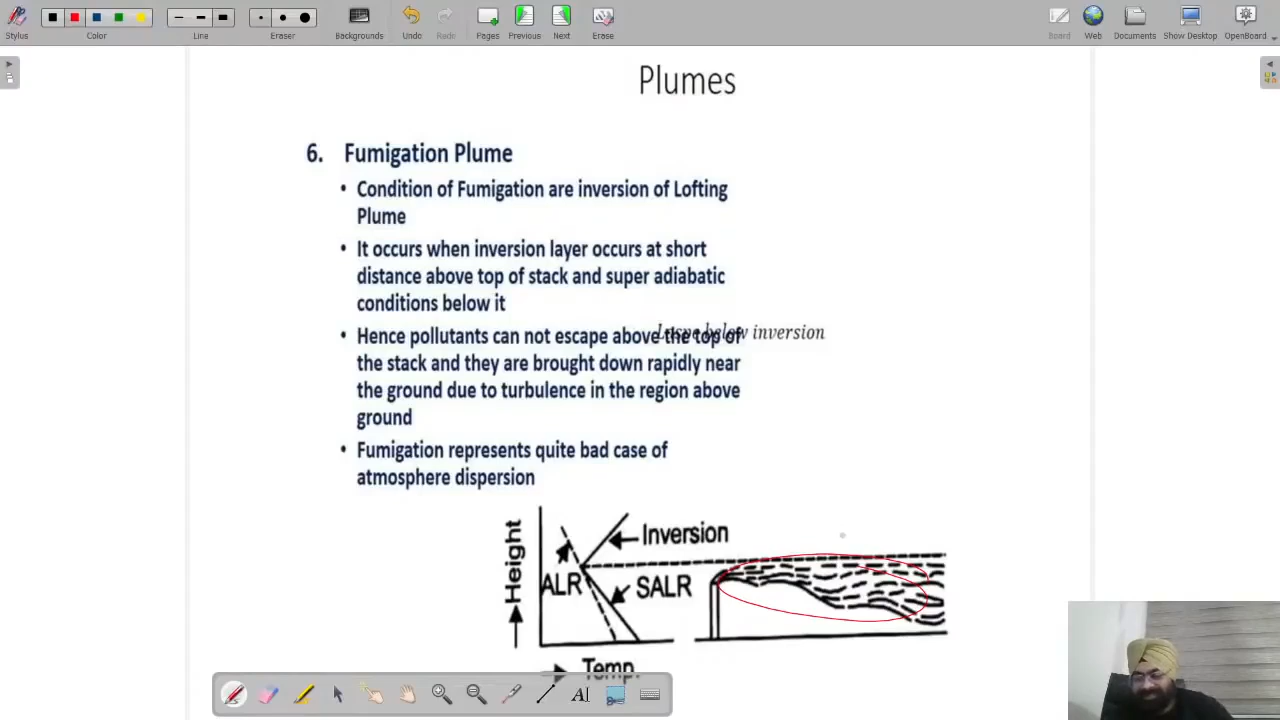 Stylus
Color
Line
Eraser
Backgrounds
Undo
Redo
Pages
Previous
Next
Erase
Board
Web
Documents
Show Desktop
OpenBoard
Plumes
6. Fumigation Plume
• Condition of Fumigation are inversion of Lofting
Plume
• It occurs when inversion layer occurs at short
distance above top of stack and super adiabatic
conditions below it
• Hence pollutants can not escape above the top of
below inversion
the stack and they are brought down rapidly near
the ground due to turbulence in the region above
ground
• Fumigation represents quite bad case of
atmosphere dispersion
Height
Inversion
ALR
SALR
Temp.
AI